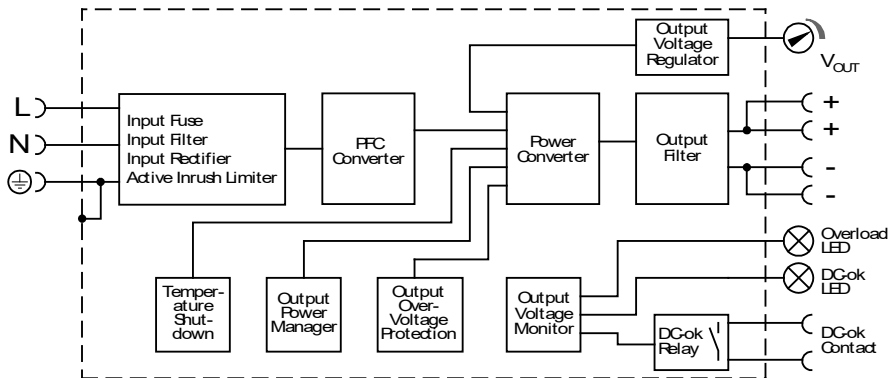 Output
Voltage
Regulator
VOUT
L
N
Input Fuse
Input Filter
Input Rectifier
Active Inrush Limiter
PFC
Converter
Power
Converter
Output
Filter
+
+
-
-
Temper-
ature
Shut-
down
Output
Power
Manager
Output
Over-
Voltage
Protection
Output
Voltage
Monitor
Overload
LED
DC-ok
LED
DC-ok
Relay
DC-ok
Contact